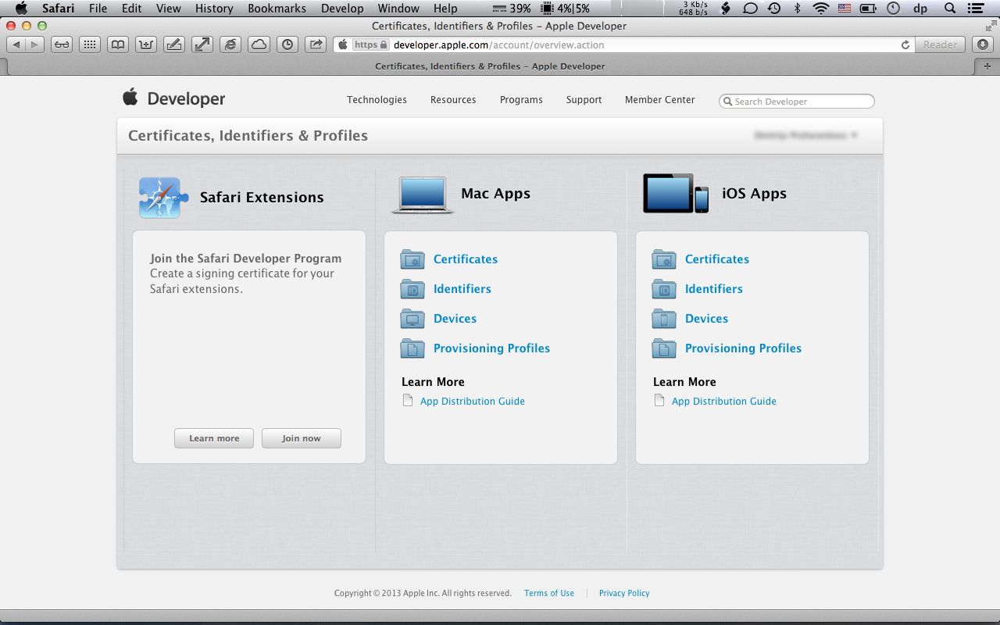 Safari File Edit View History Bookmarks Develop Window Help 39% 4%|5% 3 Kb/s 648 b/s dp
Certificates, Identifiers & Profiles – Apple Developer
https developer.apple.com/account/overview.action Reader
Certificates, Identifiers & Profiles – Apple Developer
Developer Technologies Resources Programs Support Member Center Search Developer
Certificates, Identifiers & Profiles
Safari Extensions
Join the Safari Developer Program
Create a signing certificate for your
Safari extensions.
Learn more Join now
Mac Apps
Certificates
ID Identifiers
Devices
Provisioning Profiles
Learn More
App Distribution Guide
iOS Apps
Certificates
ID Identifiers
Devices
Provisioning Profiles
Learn More
App Distribution Guide
Copyright © 2013 Apple Inc. All rights reserved. Terms of Use Privacy Policy